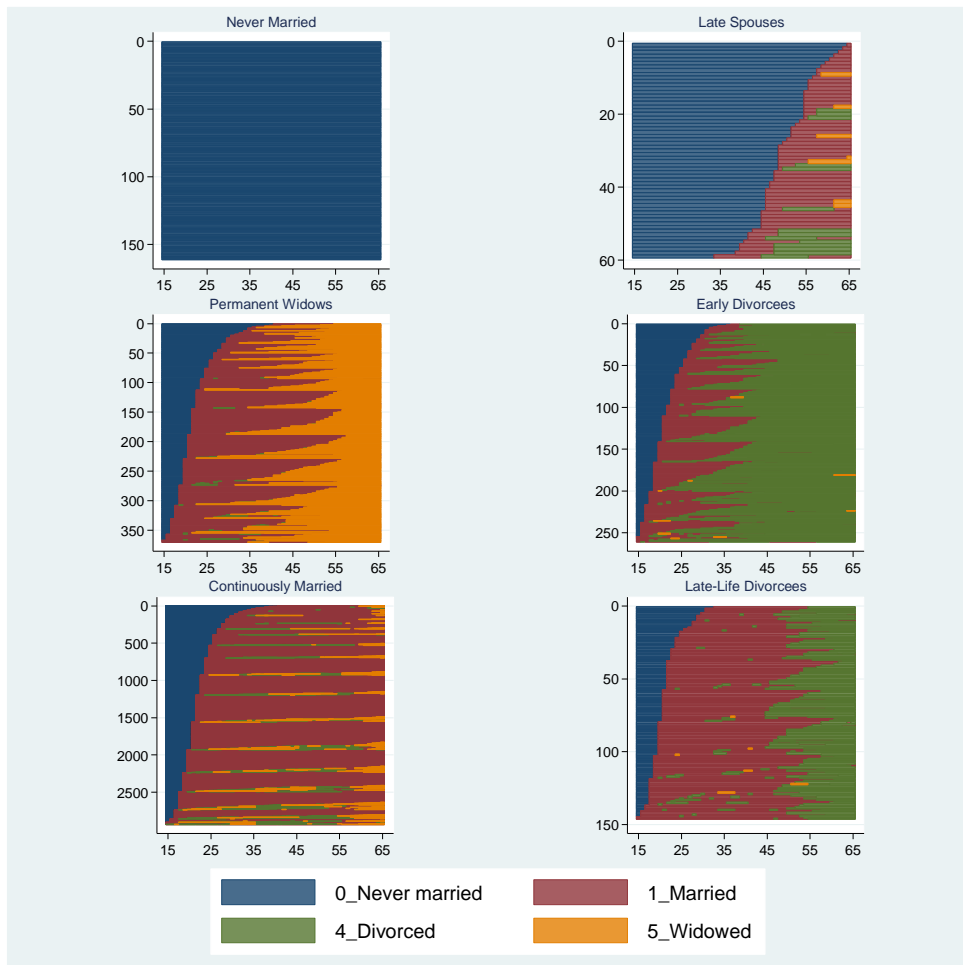 Never Married
0
50
100
150
15 25 35 45 55 65
Late Spouses
0
20
40
60
15 25 35 45 55 65
Permanent Widows
0
50
100
150
200
250
300
350
15 25 35 45 55 65
Early Divorcees
0
50
100
150
200
250
15 25 35 45 55 65
Continuously Married
0
500
1000
1500
2000
2500
15 25 35 45 55 65
Late-Life Divorcees
0
50
100
150
15 25 35 45 55 65
0_Never married 1_Married
4_Divorced 5_Widowed